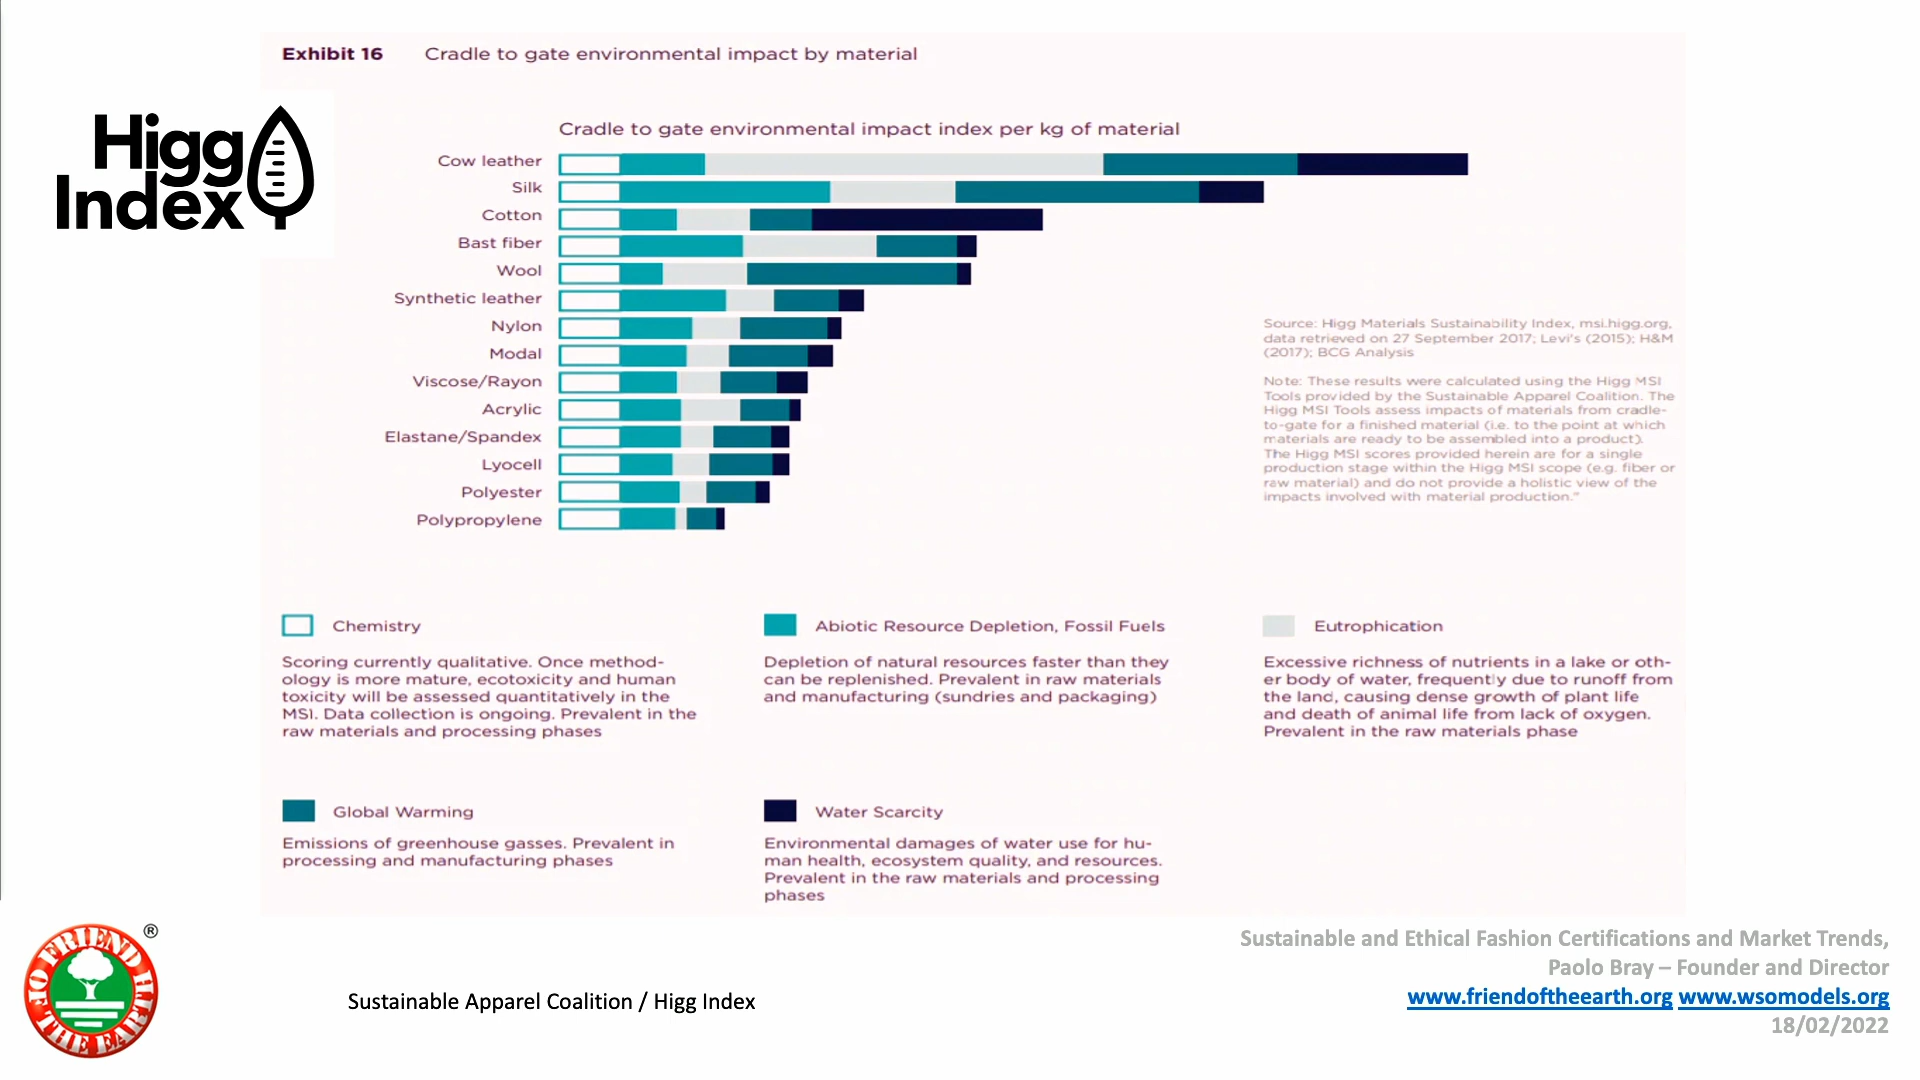 Exhibit 16 Cradle to gate environmental impact by material
Higg
Index
Cradle to gate environmental impact index per kg of material
Cow leather
Silk
Cotton
Bast fiber
Wool
Synthetic leather
Nylon
Modal
Viscose/Rayon
Acrylic
Elastane/Spandex
Lyocell
Polyester
Polypropylene
Source: Higg Materials Sustainability Index, msi.higg.org,
data retrieved on 27 September 2017; Levi's (2015); H&M
(2017); BCG Analysis
Note: These results were calculated using the Higg MSI
Tools provided by the Sustainable Apparel Coalition. The
Higg MSI Tools assess impacts of materials from cradle-
to-gate for a finished material (i.e. to the point at which
materials are ready to be assembled into a product).
The Higg MSI scores provided herein are for a single
production stage within the Higg MSI scope (e.g. fiber or
raw material) and do not provide a holistic view of the
impacts involved with material production."
Chemistry
Scoring currently qualitative. Once method-
ology is more mature, ecotoxicity and human
toxicity will be assessed quantitatively in the
MSI. Data collection is ongoing. Prevalent in the
raw materials and processing phases
Abiotic Resource Depletion, Fossil Fuels
Depletion of natural resources faster than they
can be replenished. Prevalent in raw materials
and manufacturing (sundries and packaging)
Eutrophication
Excessive richness of nutrients in a lake or oth-
er body of water, frequently due to runoff from
the land, causing dense growth of plant life
and death of animal life from lack of oxygen.
Prevalent in the raw materials phase
Global Warming
Emissions of greenhouse gasses. Prevalent in
processing and manufacturing phases
Water Scarcity
Environmental damages of water use for hu-
man health, ecosystem quality, and resources.
Prevalent in the raw materials and processing
phases
FRIEND OF THE EARTH ®
Sustainable Apparel Coalition / Higg Index
Sustainable and Ethical Fashion Certifications and Market Trends,
Paolo Bray – Founder and Director
www.friendoftheearth.org www.wsomodels.org
18/02/2022